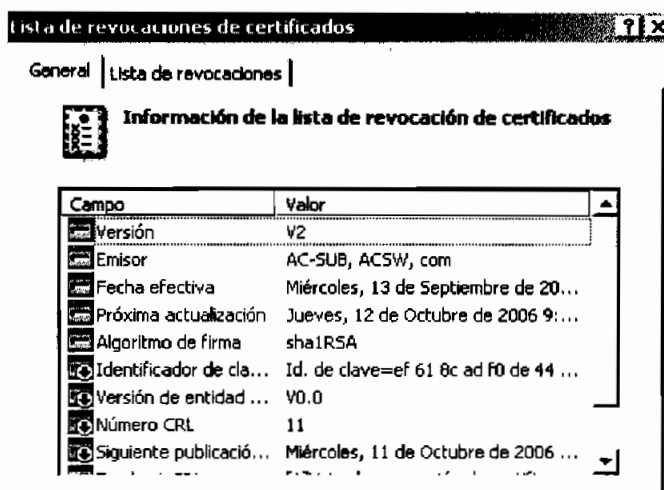 Lista de revocaciones de certificados
General Lista de revocaciones
Información de la lista de revocación de certificados
Campo Valor
Versión V2
Emisor AC-SUB, ACSW, com
Fecha efectiva Miércoles, 13 de Septiembre de 20...
Próxima actualización Jueves, 12 de Octubre de 2006 9:...
Algoritmo de firma sha1RSA
Identificador de cla... Id. de clave=ef 61 8c ad f0 de 44 ...
Versión de entidad ... V0.0
Número CRL 11
Siguiente publicació... Miércoles, 11 de Octubre de 2006 ...